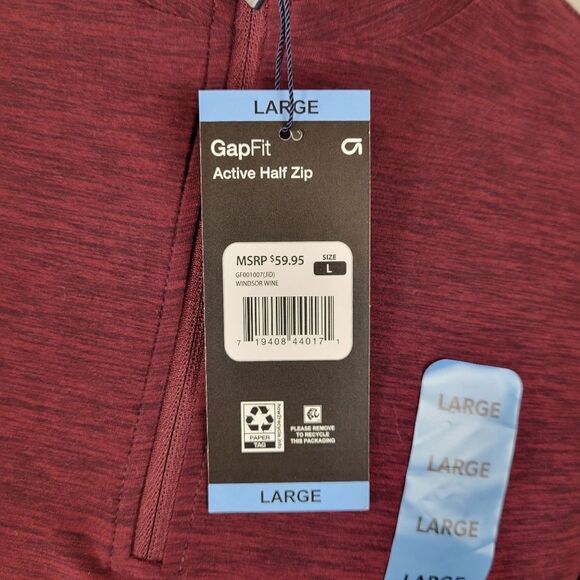 LARGE
GapFit
Active Half Zip
MSRP $59.95
SIZE
L
GF001007(JID)
WINDSOR WINE
7 19408 44017 1
PAPER
TAG
PLEASE REMOVE
TO RECYCLE
THIS PACKAGING
LARGE
LARGE
LARGE
LARGE
LARGE